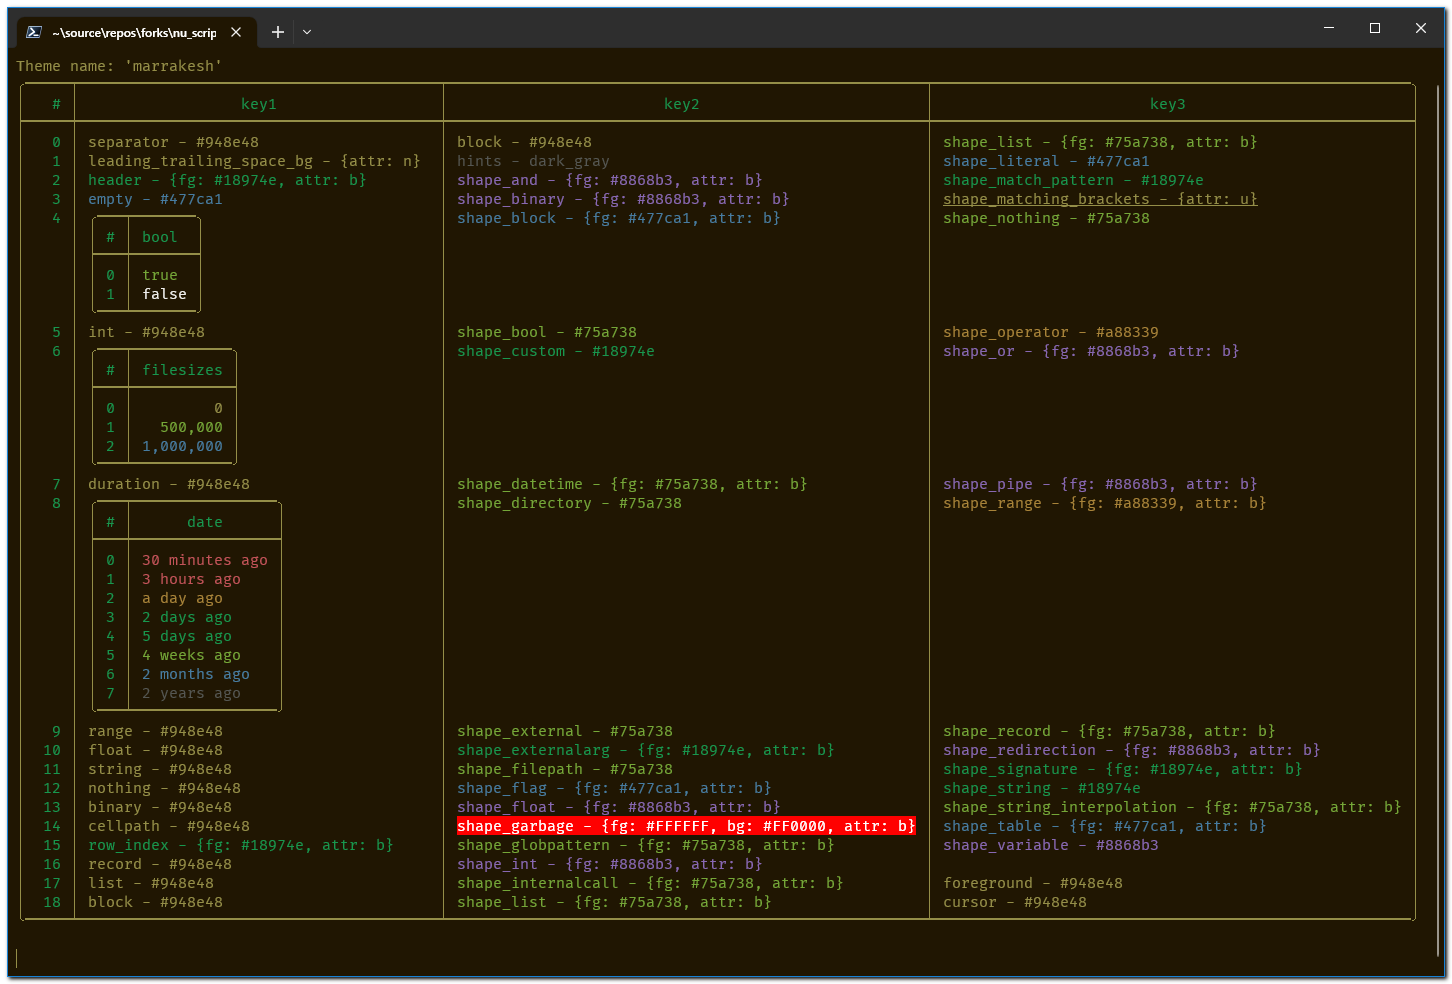 ~\source\repos\forks\nu_scrip
Theme name: 'marrakesh'
# key1 key2 key3
0 separator - #948e48 block - #948e48 shape_list - {fg: #75a738, attr: b}
1 leading_trailing_space_bg - {attr: n} hints - dark_gray shape_literal - #477ca1
2 header - {fg: #18974e, attr: b} shape_and - {fg: #8868b3, attr: b} shape_match_pattern - #18974e
3 empty - #477ca1 shape_binary - {fg: #8868b3, attr: b} shape_matching_brackets - {attr: u}
4 shape_block - {fg: #477ca1, attr: b} shape_nothing - #75a738
# bool
0 true
1 false
5 int - #948e48 shape_bool - #75a738 shape_operator - #a88339
6 shape_custom - #18974e shape_or - {fg: #8868b3, attr: b}
# filesizes
0 0
1 500,000
2 1,000,000
7 duration - #948e48 shape_datetime - {fg: #75a738, attr: b} shape_pipe - {fg: #8868b3, attr: b}
8 shape_directory - #75a738 shape_range - {fg: #a88339, attr: b}
# date
0 30 minutes ago
1 3 hours ago
2 a day ago
3 2 days ago
4 5 days ago
5 4 weeks ago
6 2 months ago
7 2 years ago
9 range - #948e48 shape_external - #75a738 shape_record - {fg: #75a738, attr: b}
10 float - #948e48 shape_externalarg - {fg: #18974e, attr: b} shape_redirection - {fg: #8868b3, attr: b}
11 string - #948e48 shape_filepath - #75a738 shape_signature - {fg: #18974e, attr: b}
12 nothing - #948e48 shape_flag - {fg: #477ca1, attr: b} shape_string - #18974e
13 binary - #948e48 shape_float - {fg: #8868b3, attr: b} shape_string_interpolation - {fg: #75a738, attr: b}
14 cellpath - #948e48 shape_garbage - {fg: #FFFFFF, bg: #FF0000, attr: b} shape_table - {fg: #477ca1, attr: b}
15 row_index - {fg: #18974e, attr: b} shape_globpattern - {fg: #75a738, attr: b} shape_variable - #8868b3
16 record - #948e48 shape_int - {fg: #8868b3, attr: b}
17 list - #948e48 shape_internalcall - {fg: #75a738, attr: b} foreground - #948e48
18 block - #948e48 shape_list - {fg: #75a738, attr: b} cursor - #948e48